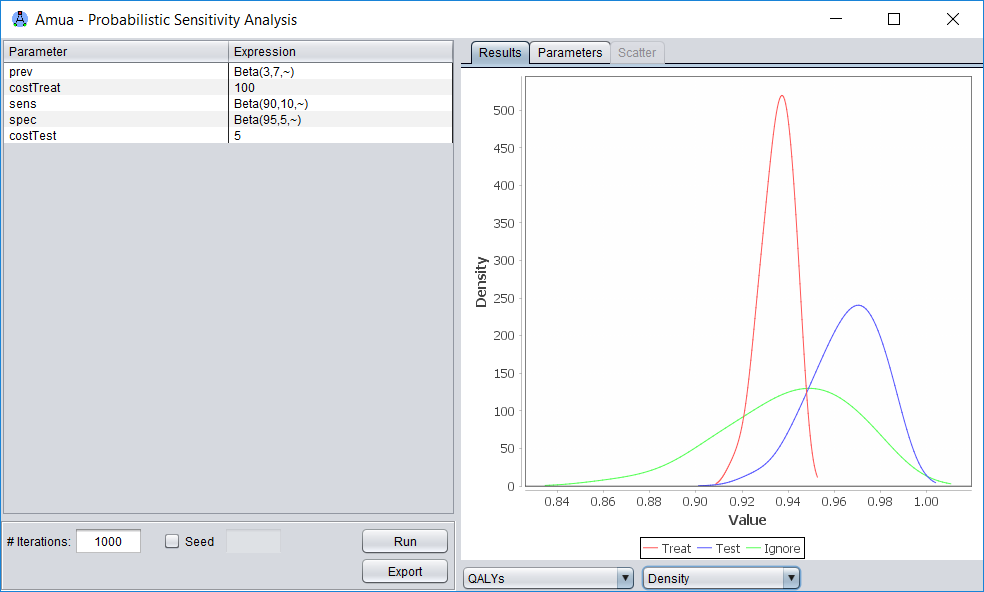 Amua - Probabilistic Sensitivity Analysis
Parameter Expression
prev Beta(3,7,~)
costTreat 100
sens Beta(90,10,~)
spec Beta(95,5,~)
costTest 5
# Iterations: 1000 Seed
Run
Export
Results Parameters Scatter
Density
500
450
400
350
300
250
200
150
100
50
0
0.84 0.86 0.88 0.90 0.92 0.94 0.96 0.98 1.00
Value
Treat Test Ignore
QALYs Density